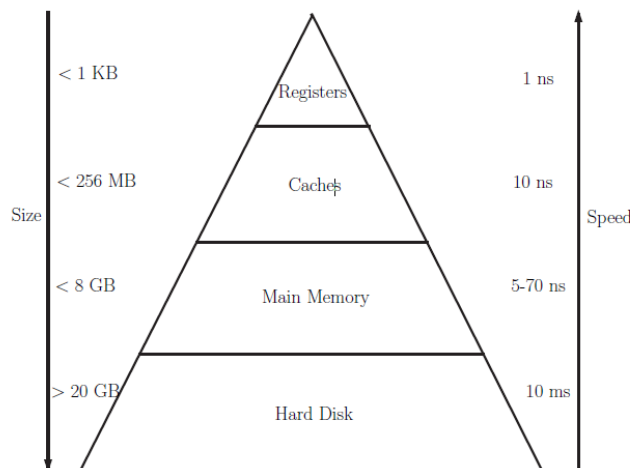 < 1 KB
Registers
1 ns
< 256 MB
Caches
10 ns
Size
Speed
< 8 GB
Main Memory
5-70 ns
> 20 GB
10 ms
Hard Disk